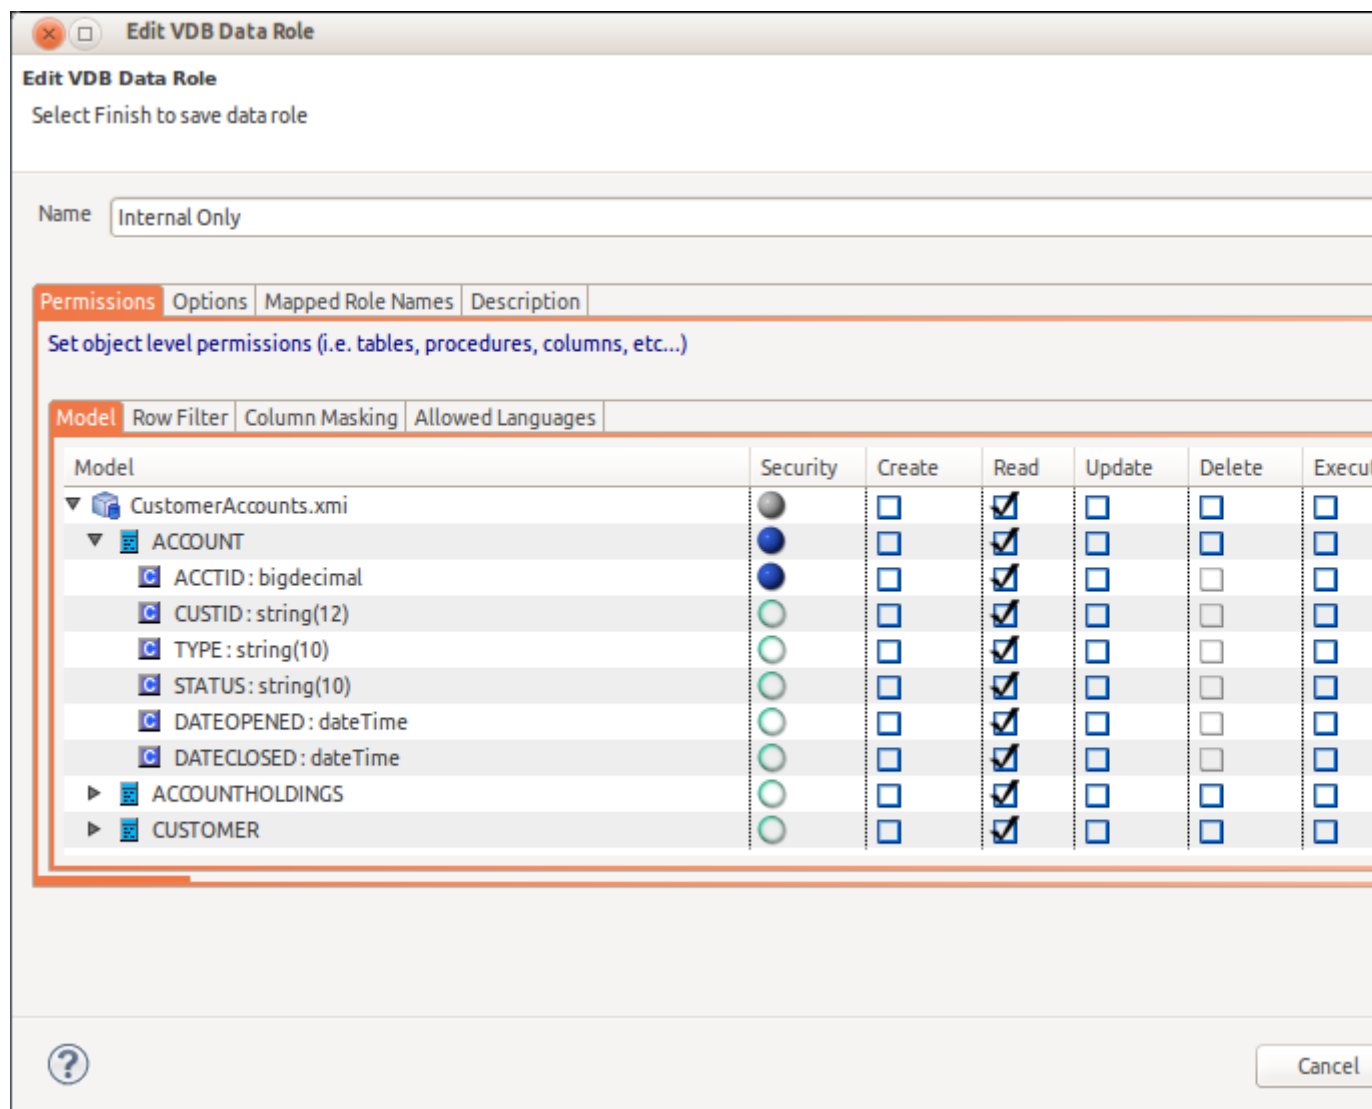 Edit VDB Data Role
Edit VDB Data Role
Select Finish to save data role
Name Internal Only
Permissions Options Mapped Role Names Description
Set object level permissions (i.e. tables, procedures, columns, etc...)
Model Row Filter Column Masking Allowed Languages
Model Security Create Read Update Delete Execut
CustomerAccounts.xmi
ACCOUNT
C ACCTID : bigdecimal
C CUSTID : string(12)
C TYPE : string(10)
C STATUS : string(10)
C DATEOPENED : dateTime
C DATECLOSED : dateTime
ACCOUNTHOLDINGS
CUSTOMER
? Cancel